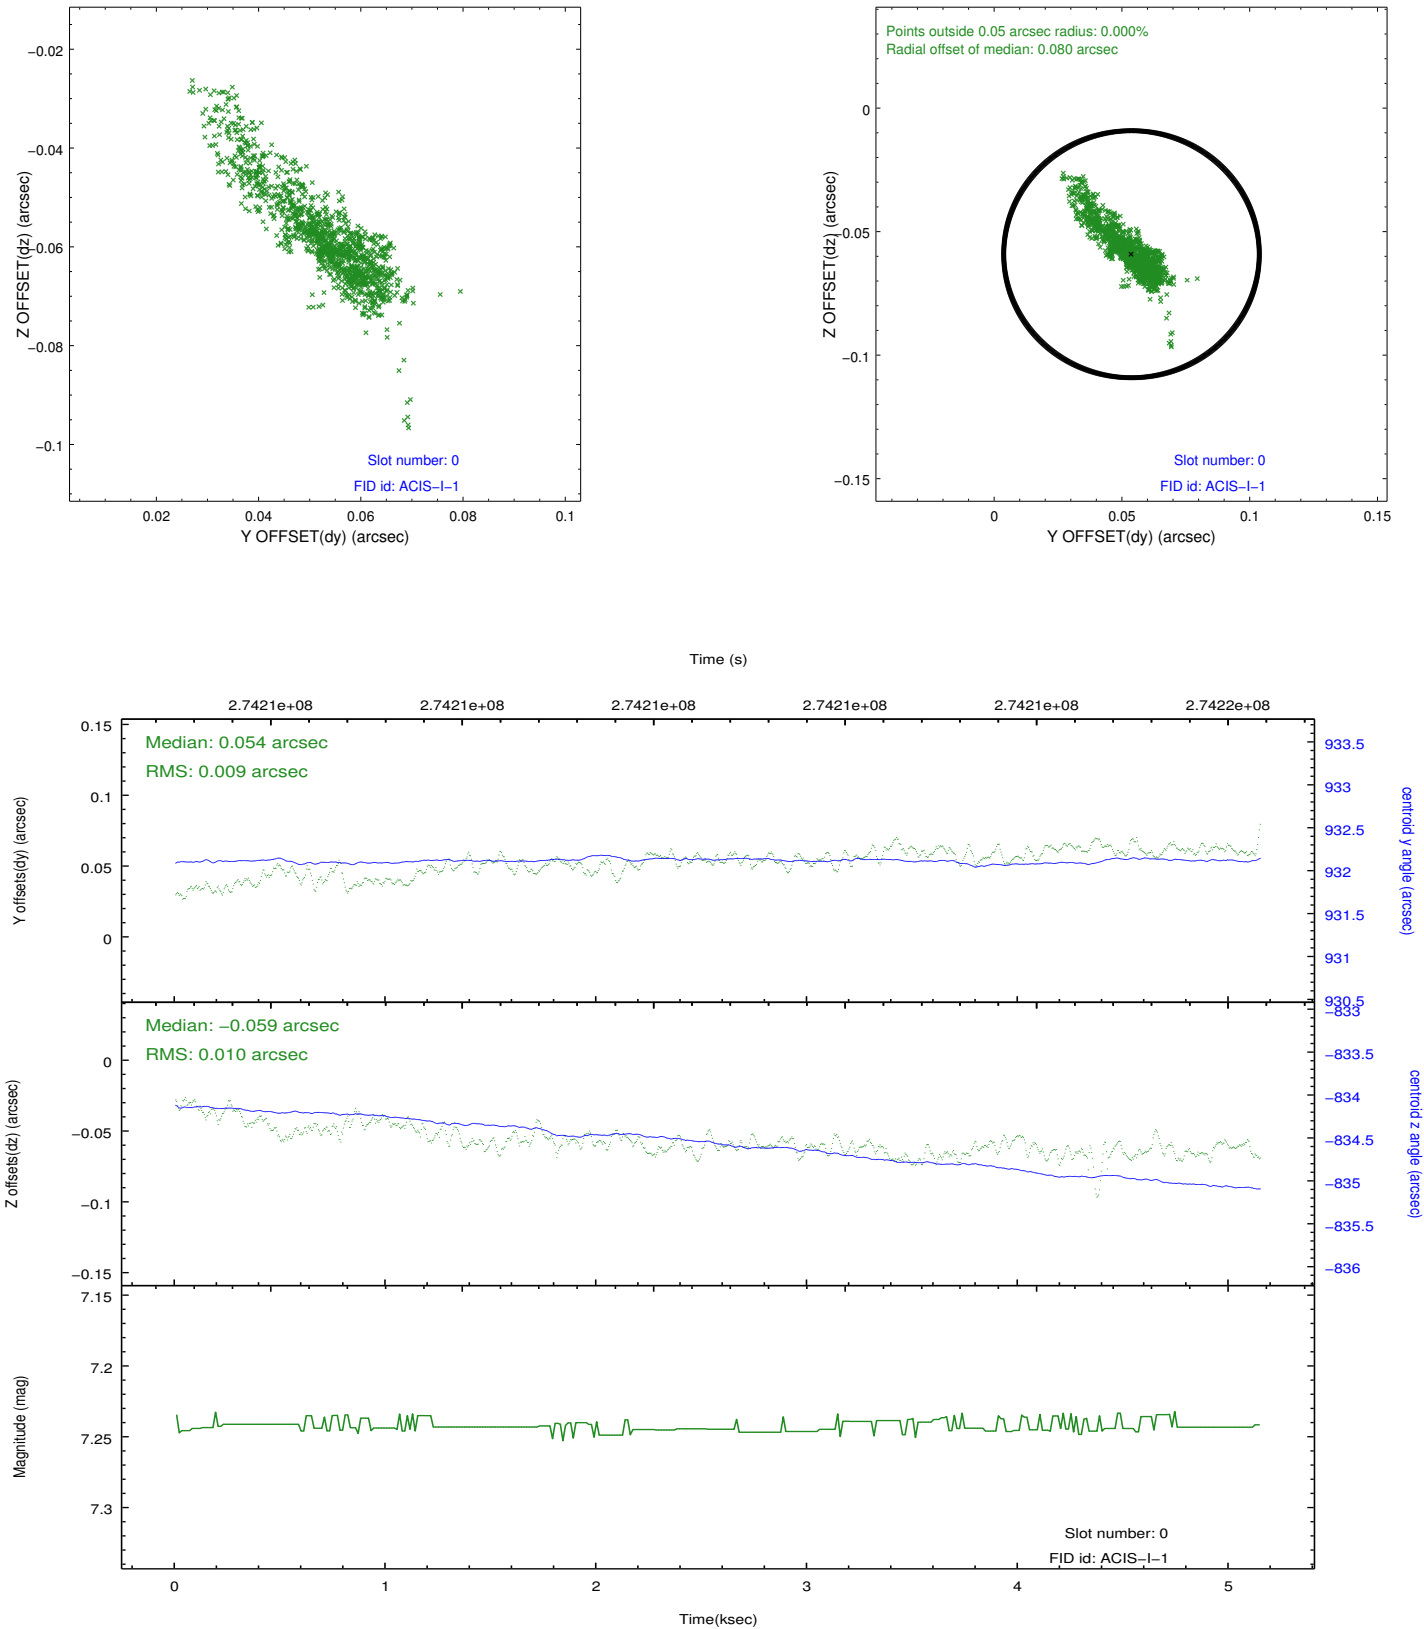 −0.02
−0.04
−0.06
−0.08
−0.1
Z OFFSET(dz) (arcsec)
Slot number: 0
FID id: ACIS−I−1
0.02 0.04 0.06 0.08 0.1
Y OFFSET(dy) (arcsec)
Points outside 0.05 arcsec radius: 0.000%
Radial offset of median: 0.080 arcsec
0
−0.05
−0.1
−0.15
Z OFFSET(dz) (arcsec)
Slot number: 0
FID id: ACIS−I−1
0 0.05 0.1 0.15
Y OFFSET(dy) (arcsec)
Time (s)
2.7421e+08 2.7421e+08 2.7421e+08 2.7421e+08 2.7421e+08 2.7422e+08
Median: 0.054 arcsec
RMS: 0.009 arcsec
0.15
0.1
0.05
0
Y offsets(dy) (arcsec)
933.5
933
932.5
932
931.5
931
930.5
centroid y angle (arcsec)
Median: −0.059 arcsec
RMS: 0.010 arcsec
0
−0.05
−0.1
−0.15
Z offsets(dz) (arcsec)
−833
−833.5
−834
−834.5
−835
−835.5
−836
centroid z angle (arcsec)
7.15
7.2
7.25
7.3
Magnitude (mag)
Slot number: 0
FID id: ACIS−I−1
0 1 2 3 4 5
Time(ksec)